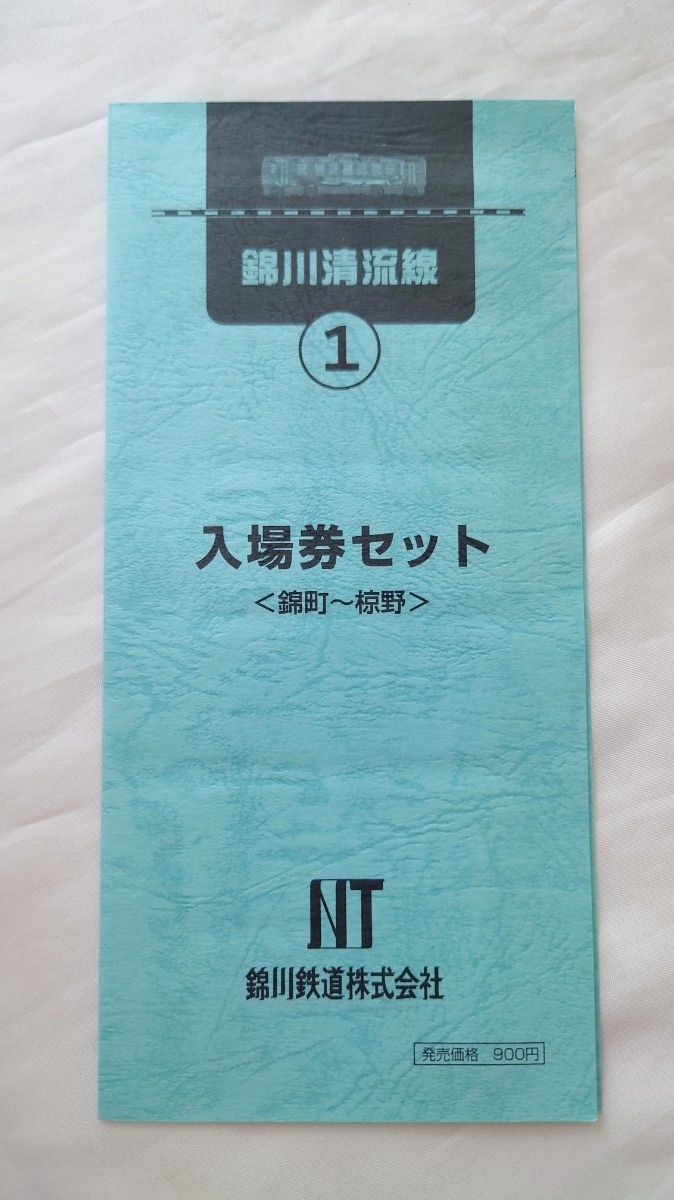 錦川清流線
1
入場券セット
<錦町～椋野>
NT
錦川鉄道株式会社
発売価格 900円